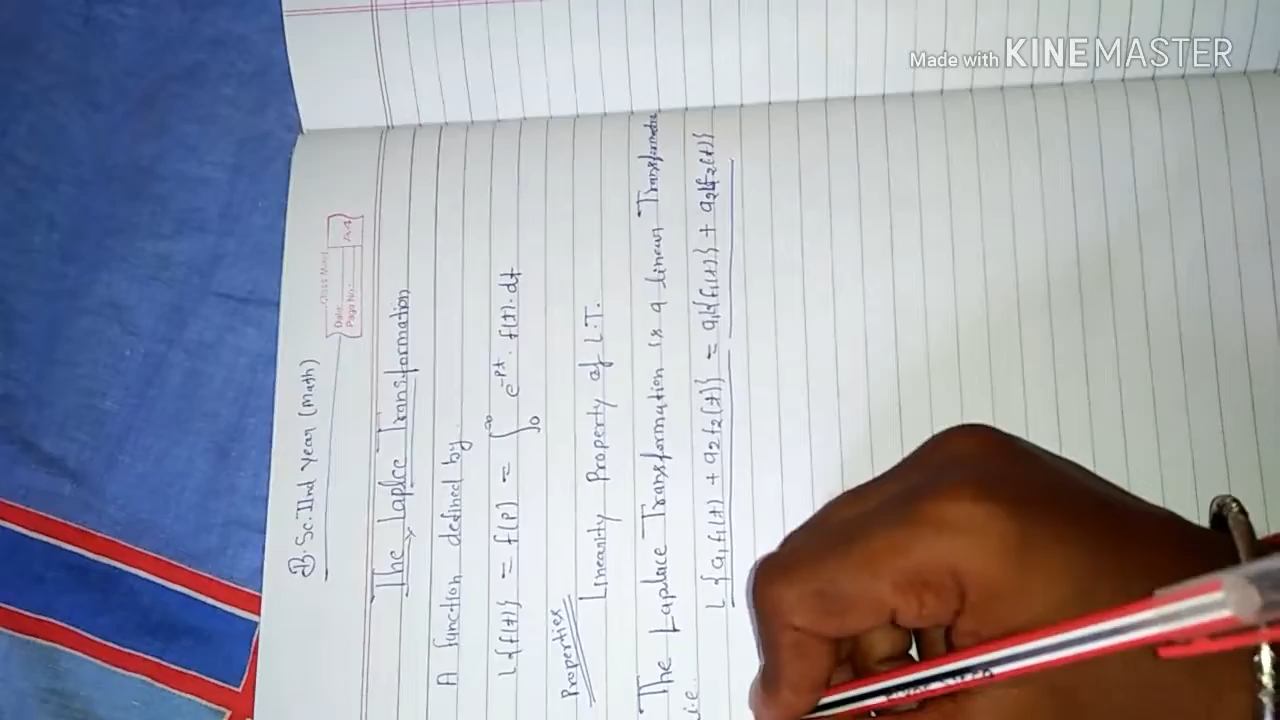 Made with KINEMASTER
B.Sc. IInd Year (Math)
Date:
Page No:
The Laplce Transformation
A function defined by
L{f(t)} = f(p) = ∫₀^∞ e^-pt. f(t).dt
Properties
Linearity Property of L.T.
The Laplace Transformation is a linear Transformation
i.e.
L{a₁f₁(t) + a₂f₂(t)} = a₁L{f₁(t)} + a₂L{f₂(t)}